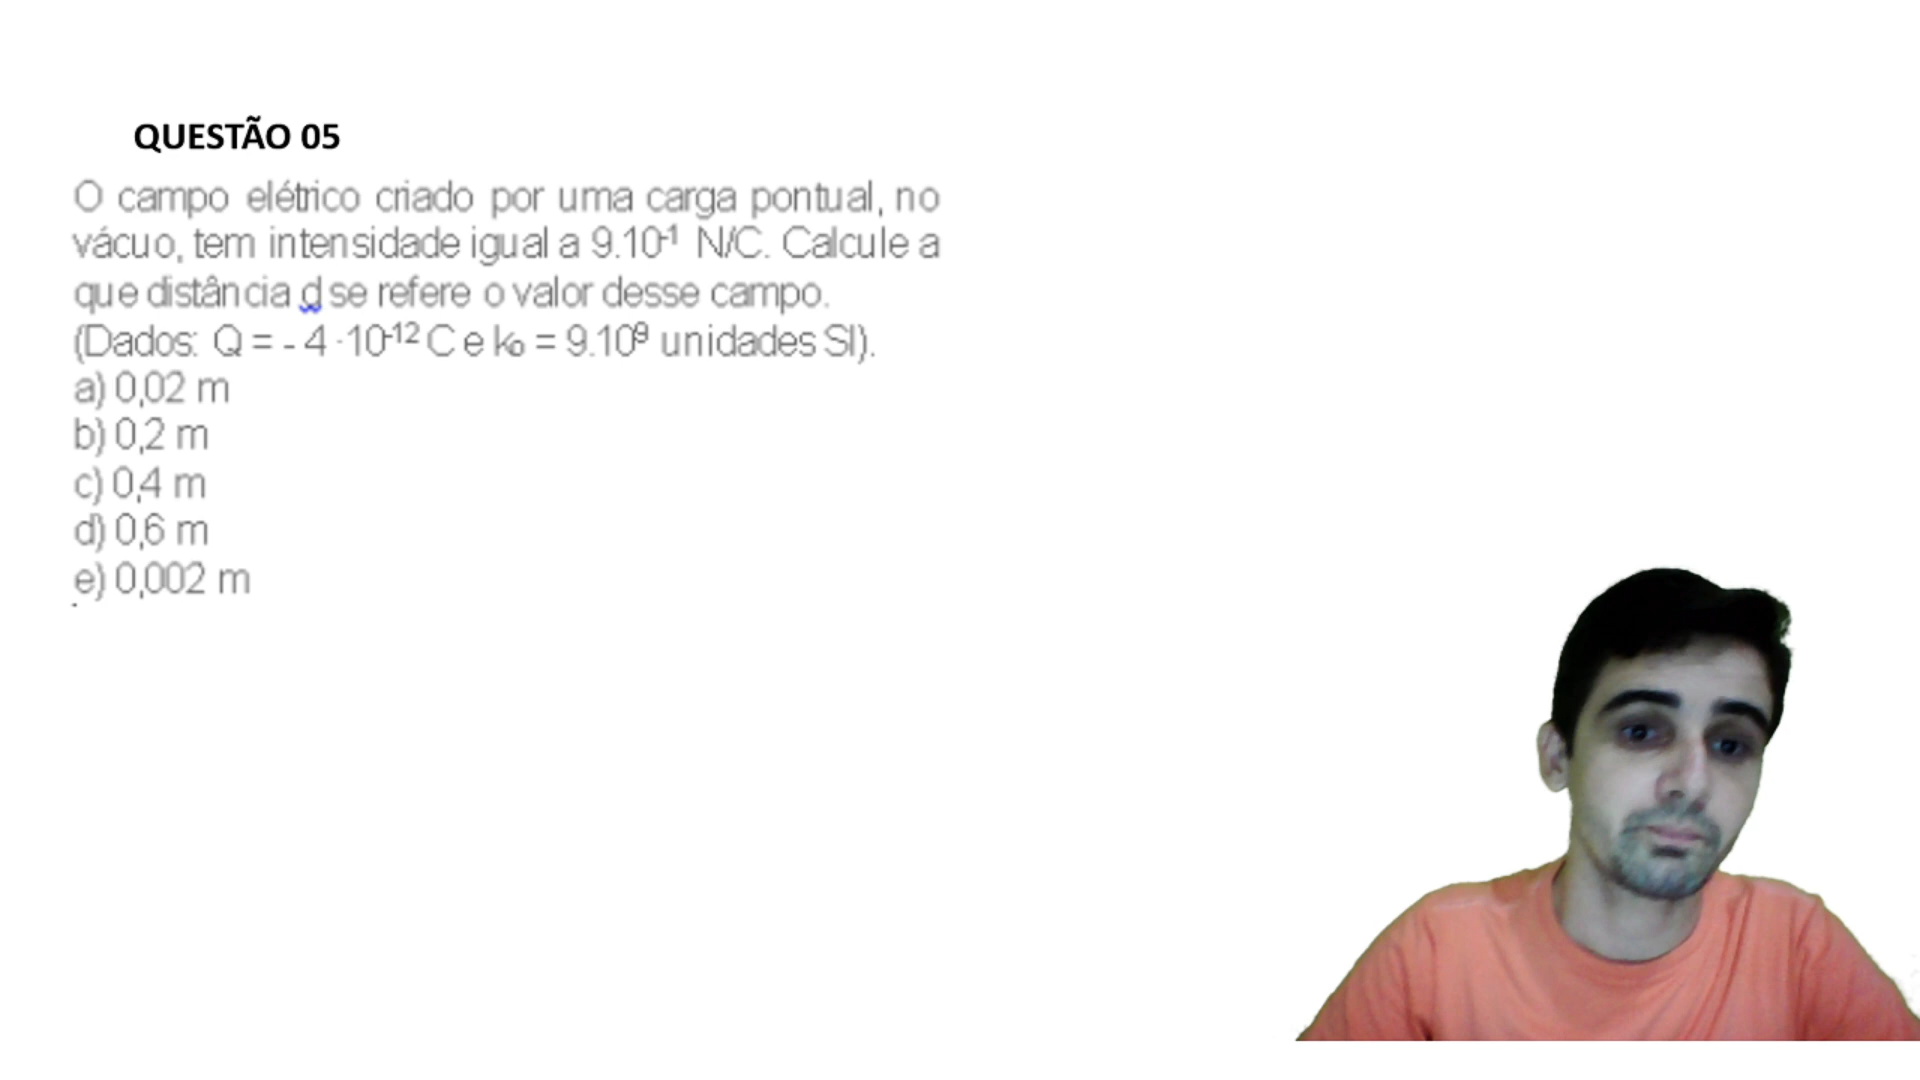 QUESTÃO 05
O campo elétrico criado por uma carga pontual, no
vácuo, tem intensidade igual a 9.10⁻¹ N/C. Calcule a
que distância d se refere o valor desse campo.
(Dados: Q = - 4 ·10⁻¹² C e k₀ = 9.10⁹ unidades SI).
a) 0,02 m
b) 0,2 m
c) 0,4 m
d) 0,6 m
e) 0,002 m